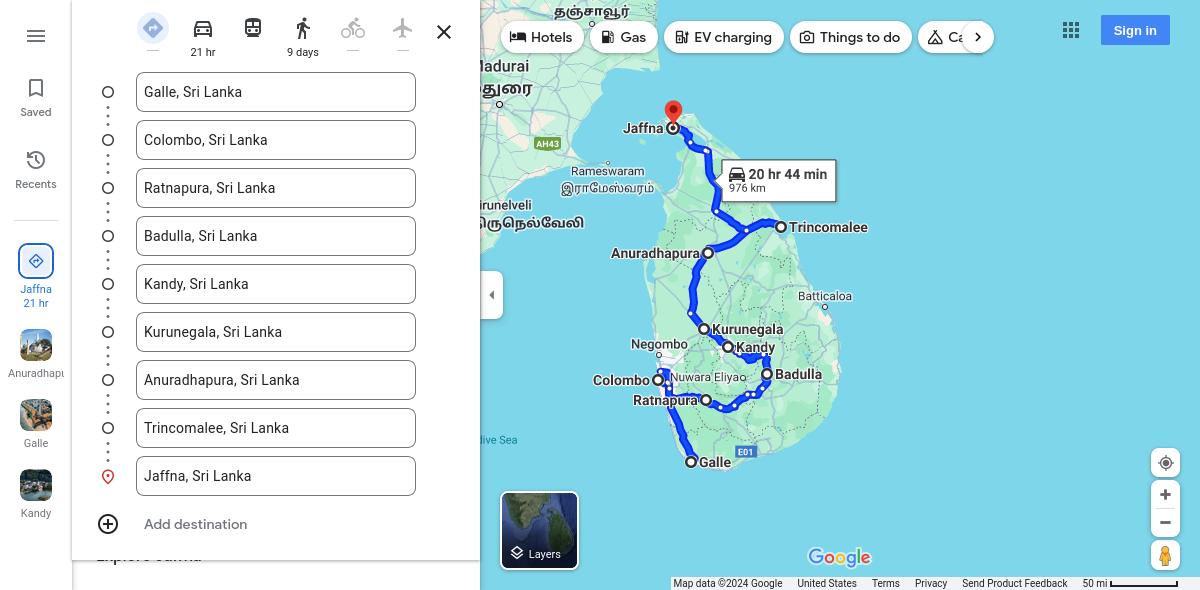 21 hr
9 days
Saved
Recents
Jaffna
21 hr
Anuradhapu
Galle
Kandy
Galle, Sri Lanka
Colombo, Sri Lanka
Ratnapura, Sri Lanka
Badulla, Sri Lanka
Kandy, Sri Lanka
Kurunegala, Sri Lanka
Anuradhapura, Sri Lanka
Trincomalee, Sri Lanka
Jaffna, Sri Lanka
Add destination
Hotels
Gas
EV charging
Things to do
Ca
Sign in
தஞ்சாவூர்
Madurai
துரை
AH43
Jaffna
Rameswaram
இராமேஸ்வரம்
20 hr 44 min
976 km
irunelveli
ிருநெல்வேலி
Trincomalee
Anuradhapura
Batticaloa
Kurunegala
Negombo
Kandy
Colombo
Nuwara Eliya
Badulla
Ratnapura
dive Sea
E01
Galle
Layers
Google
Map data ©2024 Google
United States
Terms
Privacy
Send Product Feedback
50 mi